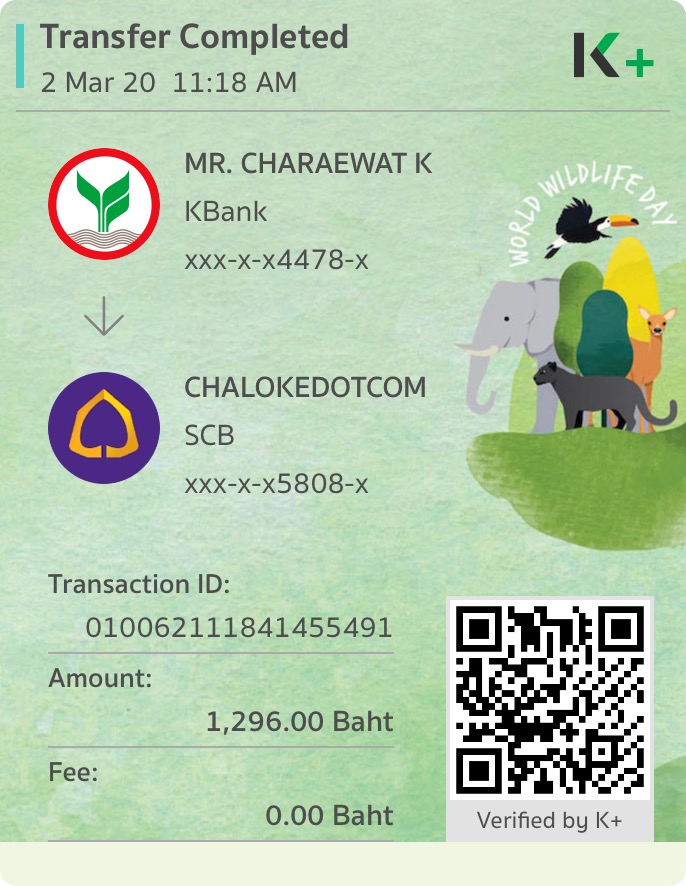 Transfer Completed
2 Mar 20 11:18 AM
K+
MR. CHARAEWAT K
KBank
xxx-x-x4478-x
WORLD WILDLIFE DAY
CHALOKEDOTCOM
SCB
xxx-x-x5808-x
Transaction ID:
010062111841455491
Amount:
1,296.00 Baht
Fee:
0.00 Baht
Verified by K+